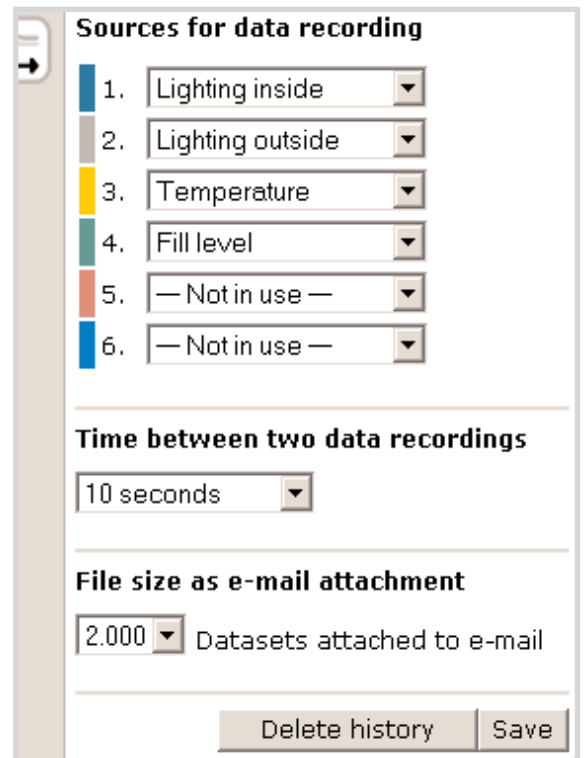 Sources for data recording
1. Lighting inside
2. Lighting outside
3. Temperature
4. Fill level
5. — Not in use —
6. — Not in use —
Time between two data recordings
10 seconds
File size as e-mail attachment
2.000 Datasets attached to e-mail
Delete history Save